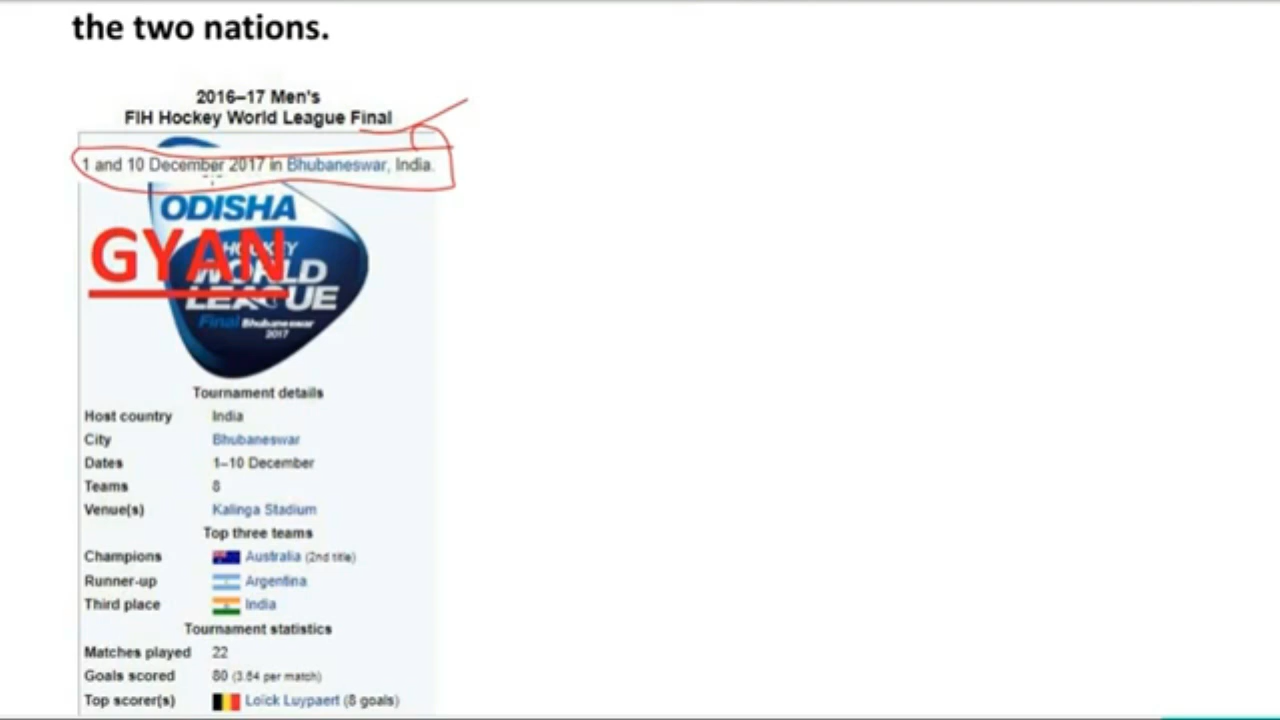 the two nations.
2016–17 Men's
FIH Hockey World League Final
1 and 10 December 2017 in Bhubaneswar, India.
ODISHA
GYAN
HOCKEY
WORLD
LEAGUE
Final Bhubaneswar
2017
Tournament details
Host country India
City Bhubaneswar
Dates 1–10 December
Teams 8
Venue(s) Kalinga Stadium
Top three teams
Champions Australia (2nd title)
Runner-up Argentina
Third place India
Tournament statistics
Matches played 22
Goals scored 80 (3.64 per match)
Top scorer(s) Loïck Luypaert (8 goals)